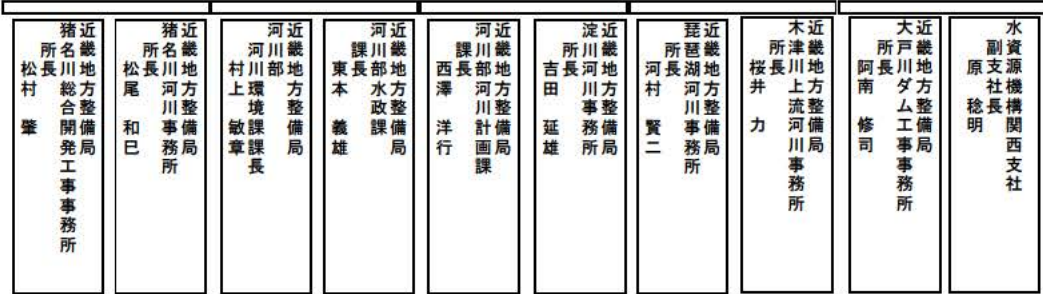 水資源機構関西支社
副支社長
原　稔明
近畿地方整備局
大戸川ダム工事事務所
所長
阿南　修司
近畿地方整備局
木津川上流河川事務所
所長
桜井　力
近畿地方整備局
琵琶湖河川事務所
所長
河村　賢二
近畿地方整備局
淀川河川事務所
所長
吉田　延雄
近畿地方整備局
河川部河川計画課
課長
西澤　洋行
近畿地方整備局
河川部水政課
課長
東本　義雄
近畿地方整備局
河川部
河川環境課課長
村上　敏章
近畿地方整備局
猪名川河川事務所
所長
松尾　和巳
近畿地方整備局
猪名川総合開発工事事務所
所長
松村　肇